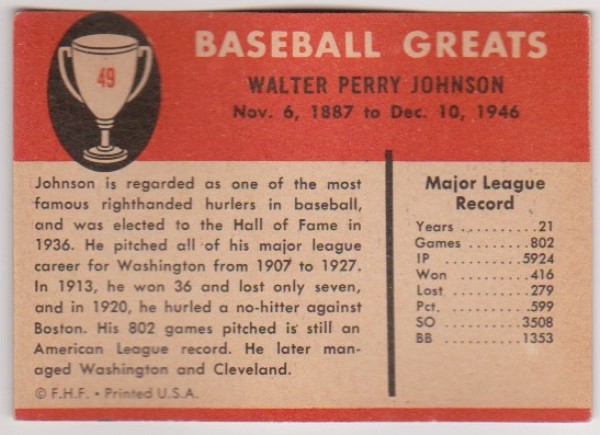 49
BASEBALL GREATS
WALTER PERRY JOHNSON
Nov. 6, 1887 to Dec. 10, 1946
Johnson is regarded as one of the most
famous righthanded hurlers in baseball,
and was elected to the Hall of Fame in
1936. He pitched all of his major league
career for Washington from 1907 to 1927.
In 1913, he won 36 and lost only seven,
and in 1920, he hurled a no-hitter against
Boston. His 802 games pitched is still an
American League record. He later man-
aged Washington and Cleveland.
© F.H.F. • Printed U.S.A.
Major League
Record
Years..........21
Games........802
IP............5924
Won..........416
Lost..........279
Pct...........599
SO...........3508
BB...........1353